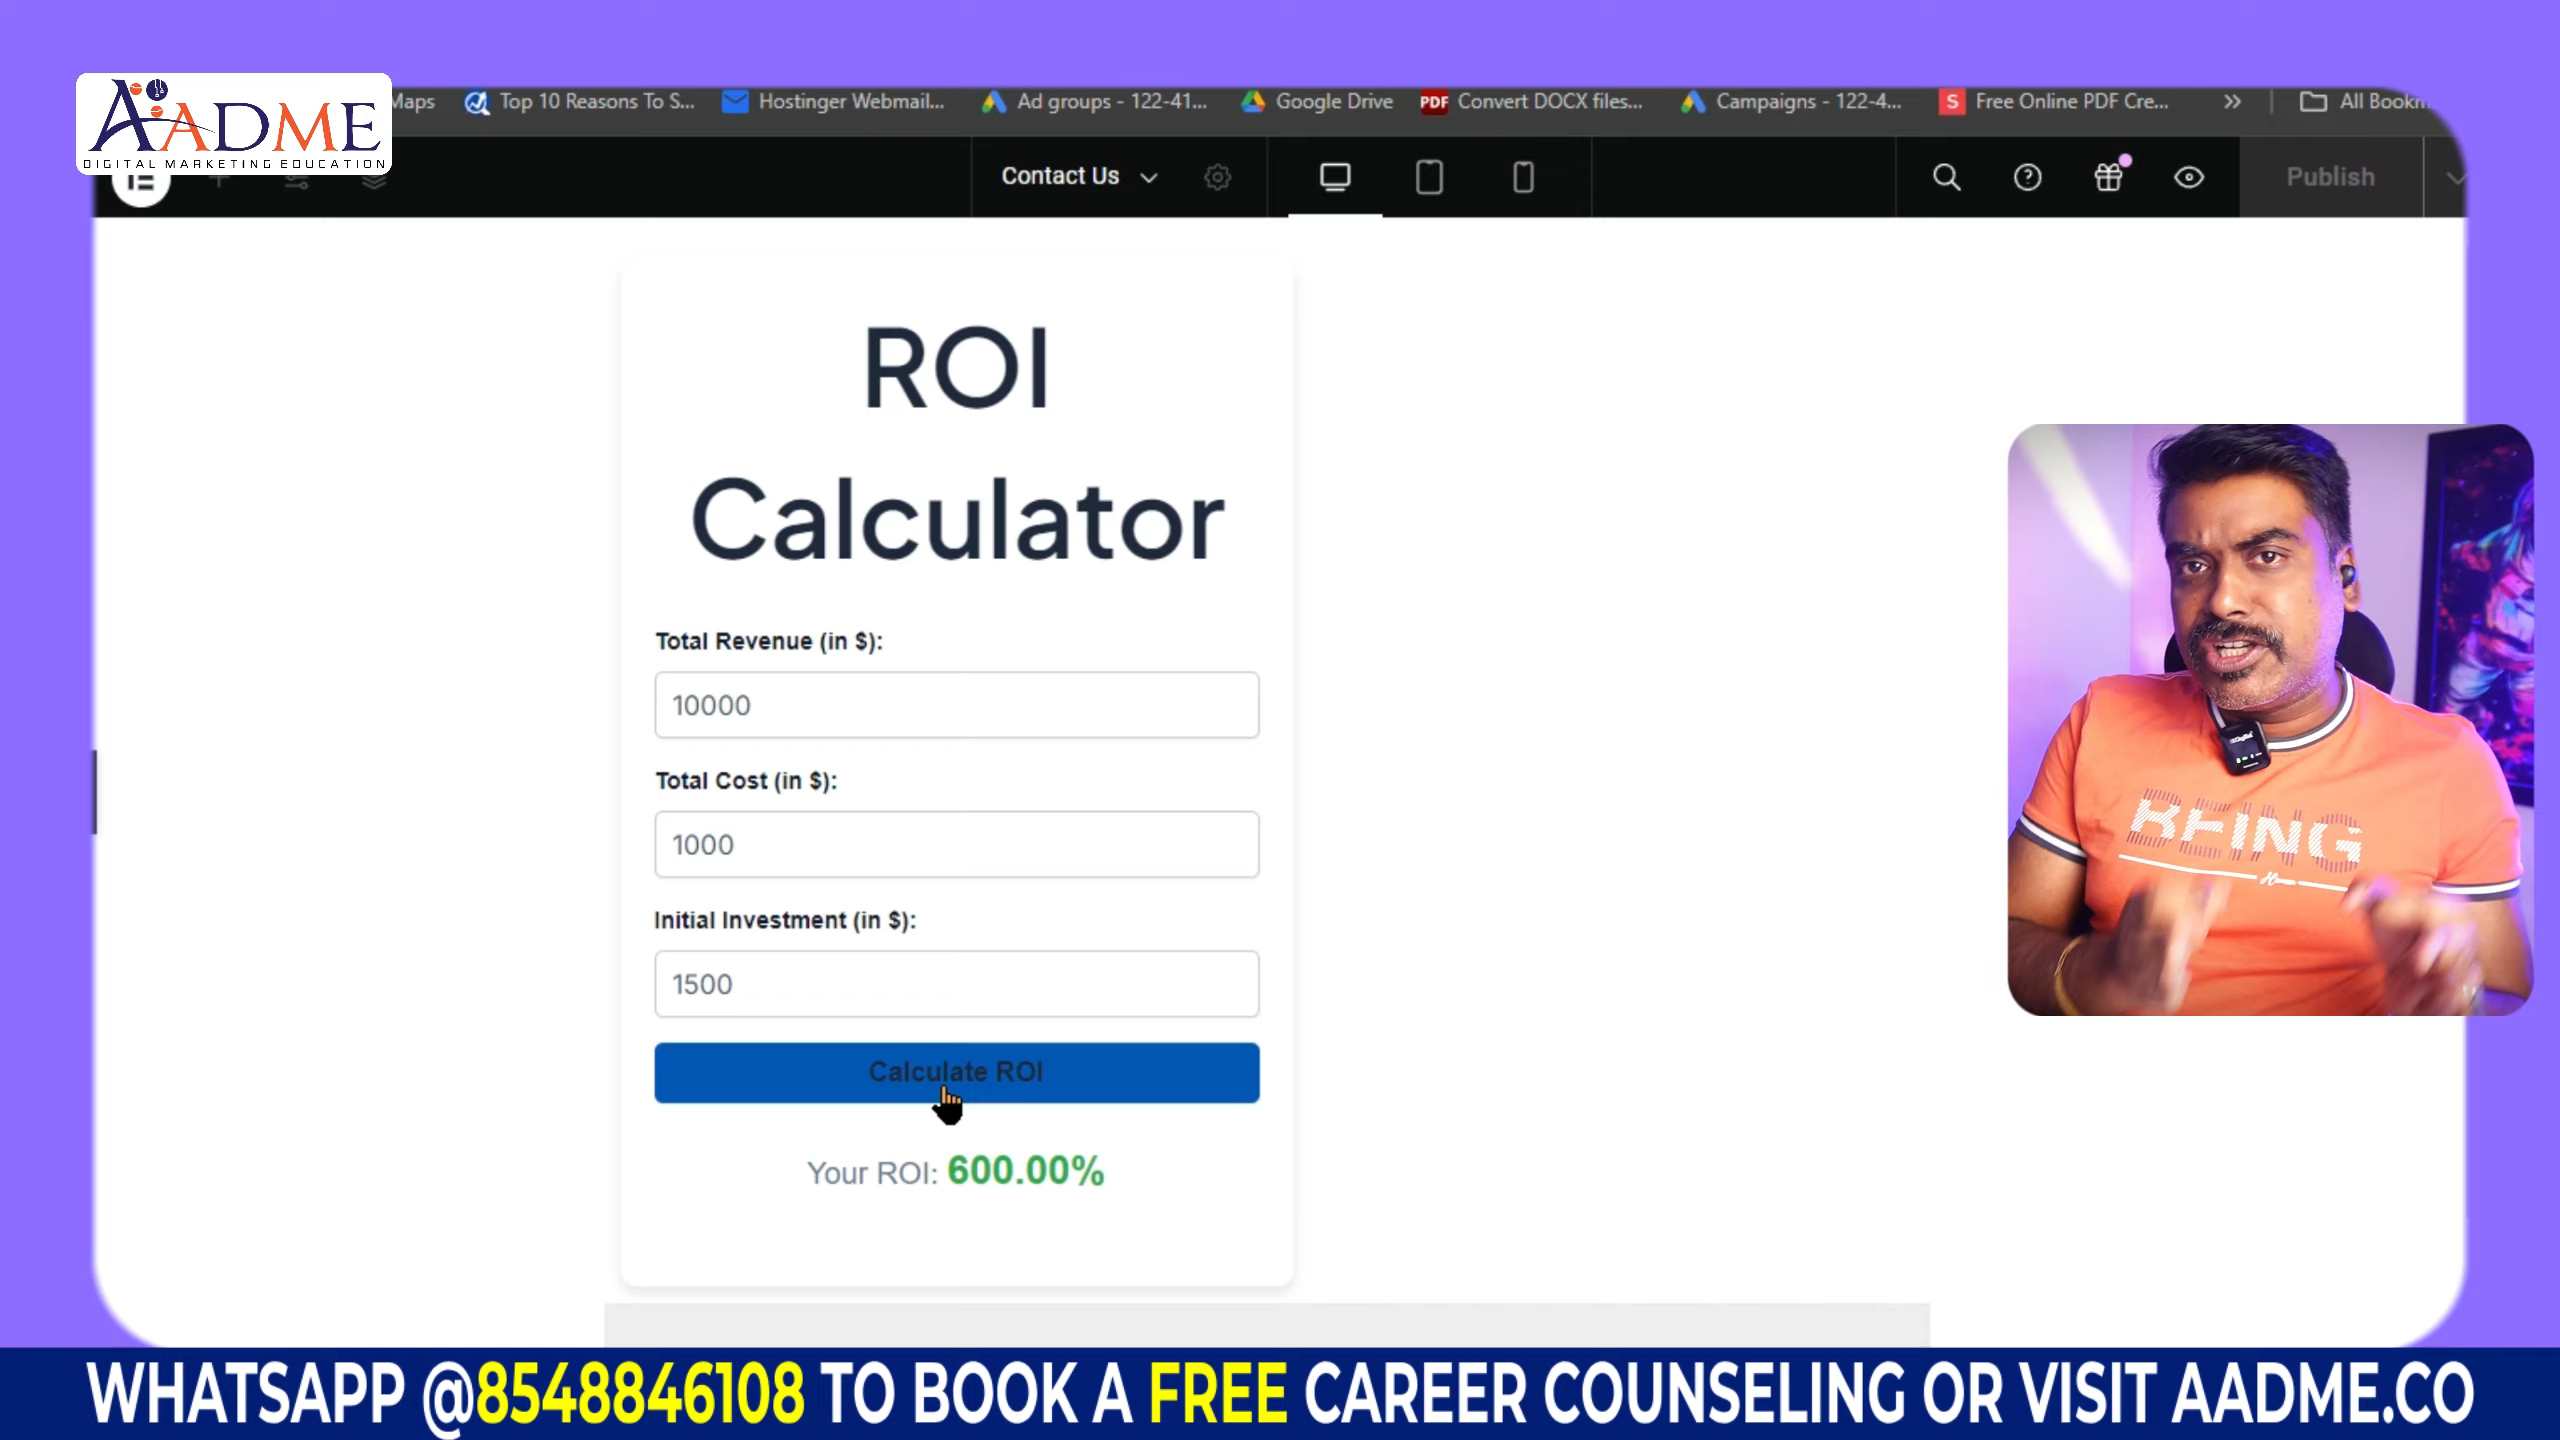 AADME
DIGITAL MARKETING EDUCATION
Maps
Top 10 Reasons To S...
Hostinger Webmail...
Ad groups - 122-41...
Google Drive
PDF
Convert DOCX files...
Campaigns - 122-4...
S
Free Online PDF Cre...
All Bookm
Contact Us
Publish
ROI
Calculator
Total Revenue (in $):
10000
Total Cost (in $):
1000
Initial Investment (in $):
1500
Calculate ROI
Your ROI: 600.00%
BEING
WHATSAPP @8548846108 TO BOOK A FREE CAREER COUNSELING OR VISIT AADME.CO